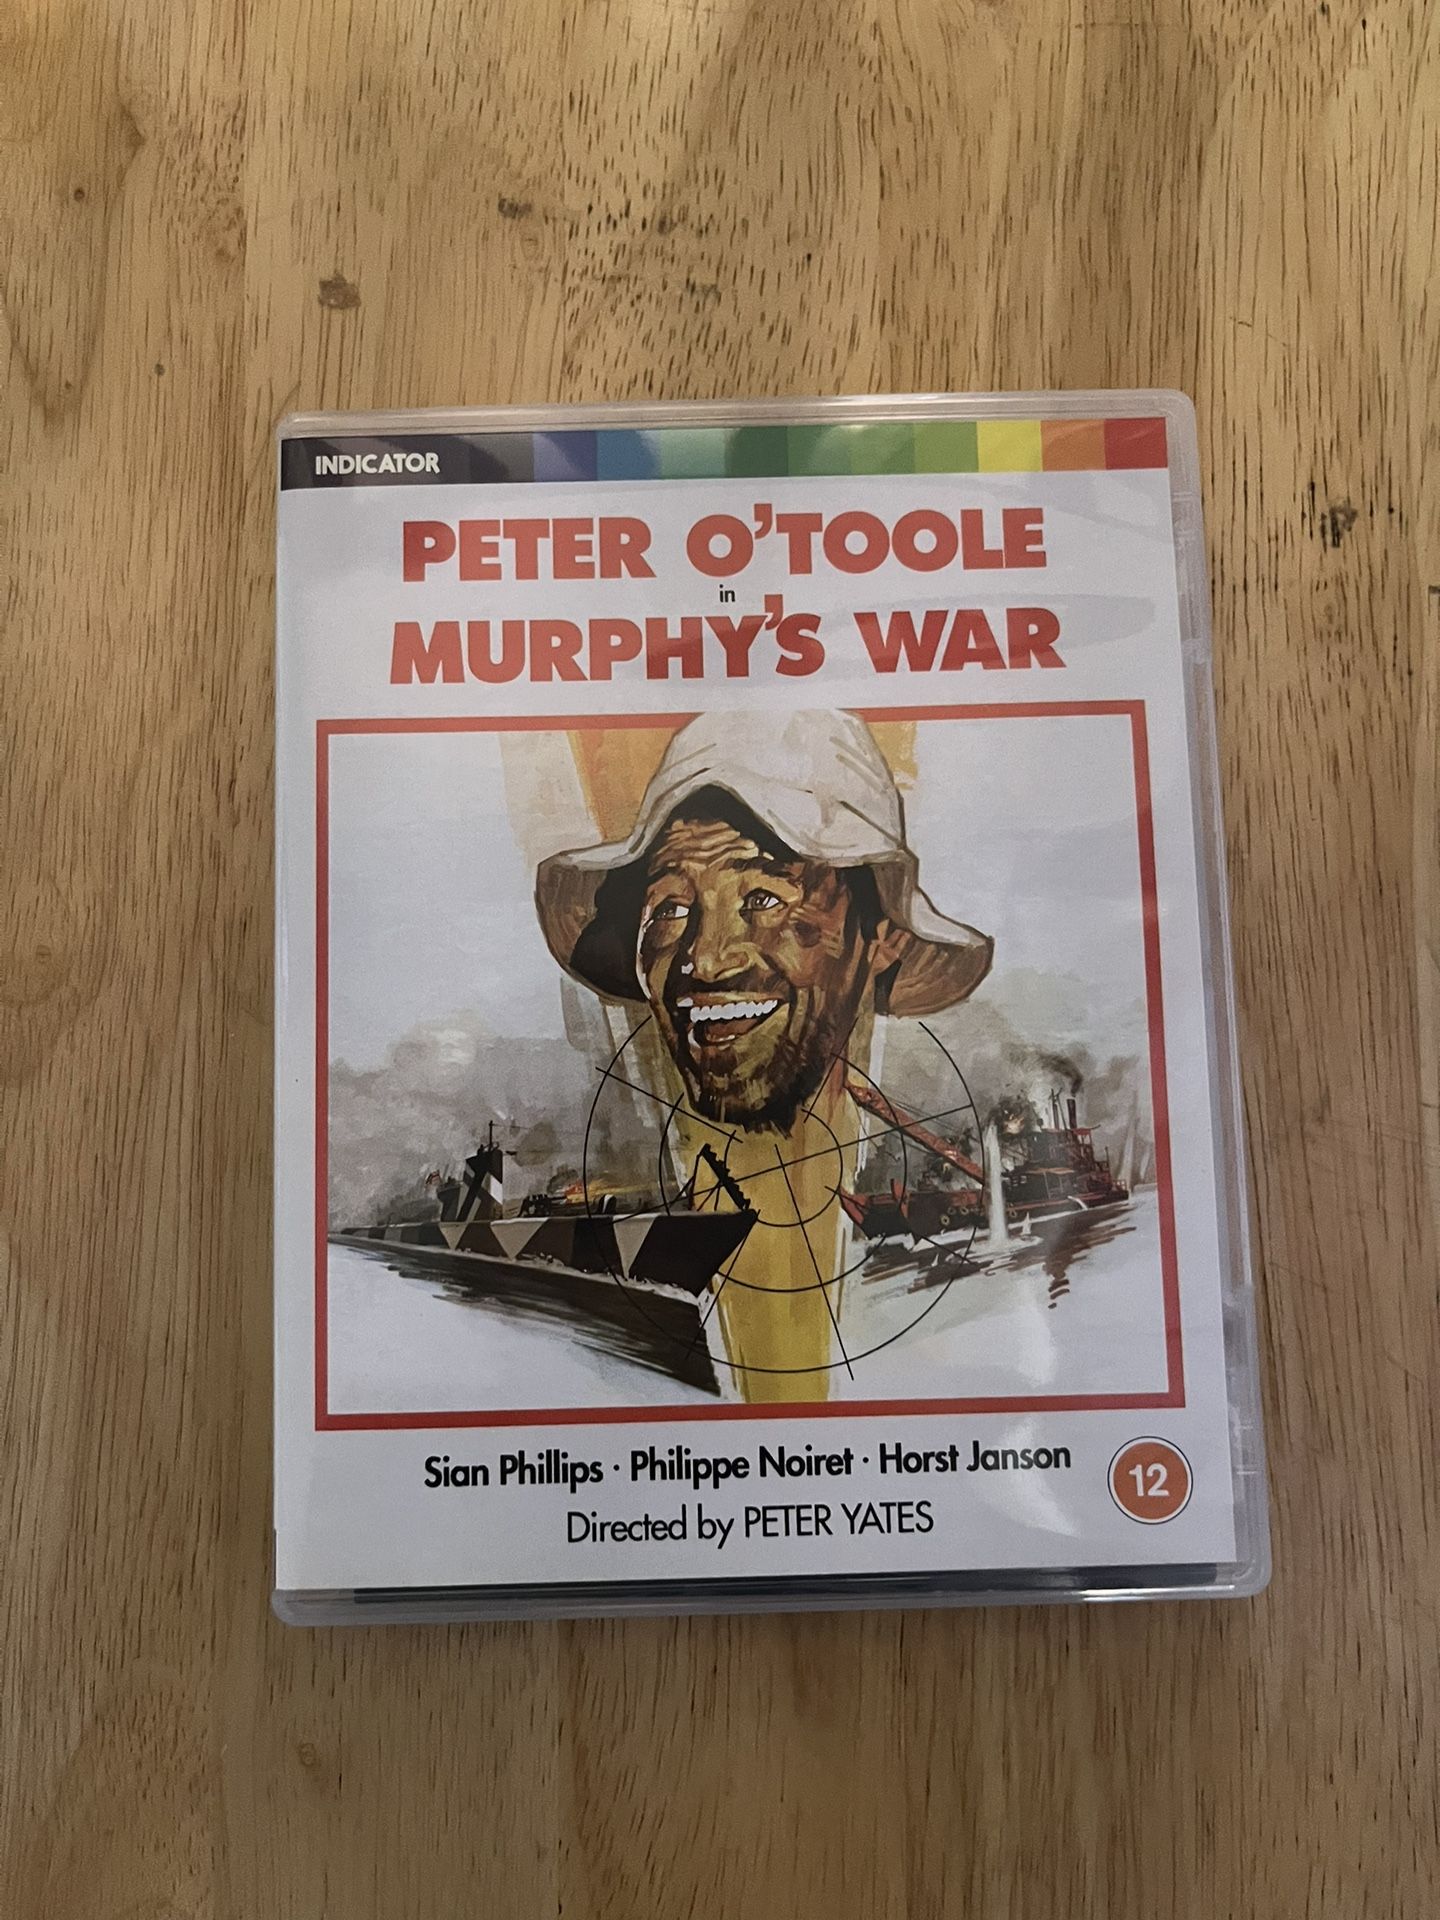 INDICATOR
PETER O'TOOLE
in
MURPHY'S WAR
Sian Phillips · Philippe Noiret · Horst Janson
12
Directed by PETER YATES